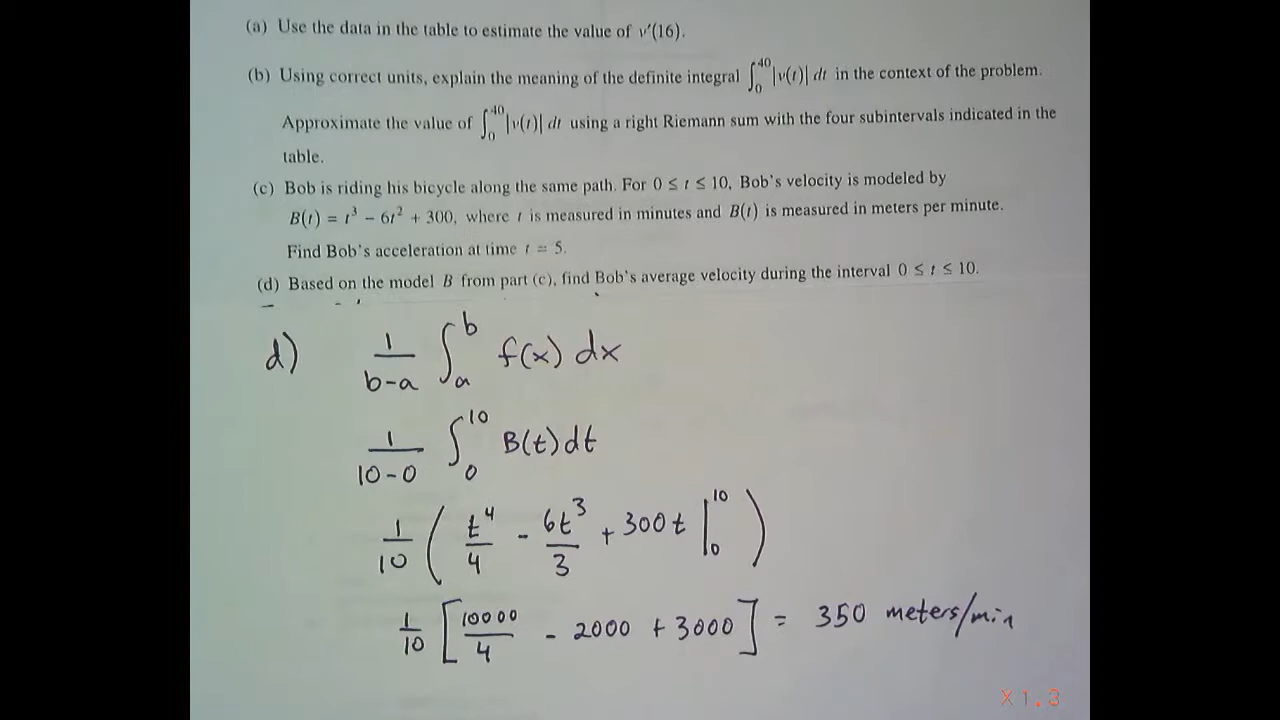 (a) Use the data in the table to estimate the value of v′(16).
(b) Using correct units, explain the meaning of the definite integral ∫₀⁴⁰ |v(t)| dt in the context of the problem.
Approximate the value of ∫₀⁴⁰ |v(t)| dt using a right Riemann sum with the four subintervals indicated in the
table.
(c) Bob is riding his bicycle along the same path. For 0 ≤ t ≤ 10, Bob's velocity is modeled by
B(t) = t³ − 6t² + 300, where t is measured in minutes and B(t) is measured in meters per minute.
Find Bob's acceleration at time t = 5.
(d) Based on the model B from part (c), find Bob's average velocity during the interval 0 ≤ t ≤ 10.
d) 1/(b-a) ∫ₐᵇ f(x) dx
1/(10-0) ∫₀¹⁰ B(t) dt
1/10 ( t⁴/4 - 6t³/3 + 300t |₀¹⁰ )
1/10 [ 10000/4 - 2000 + 3000 ] = 350 meters/min
X1.3